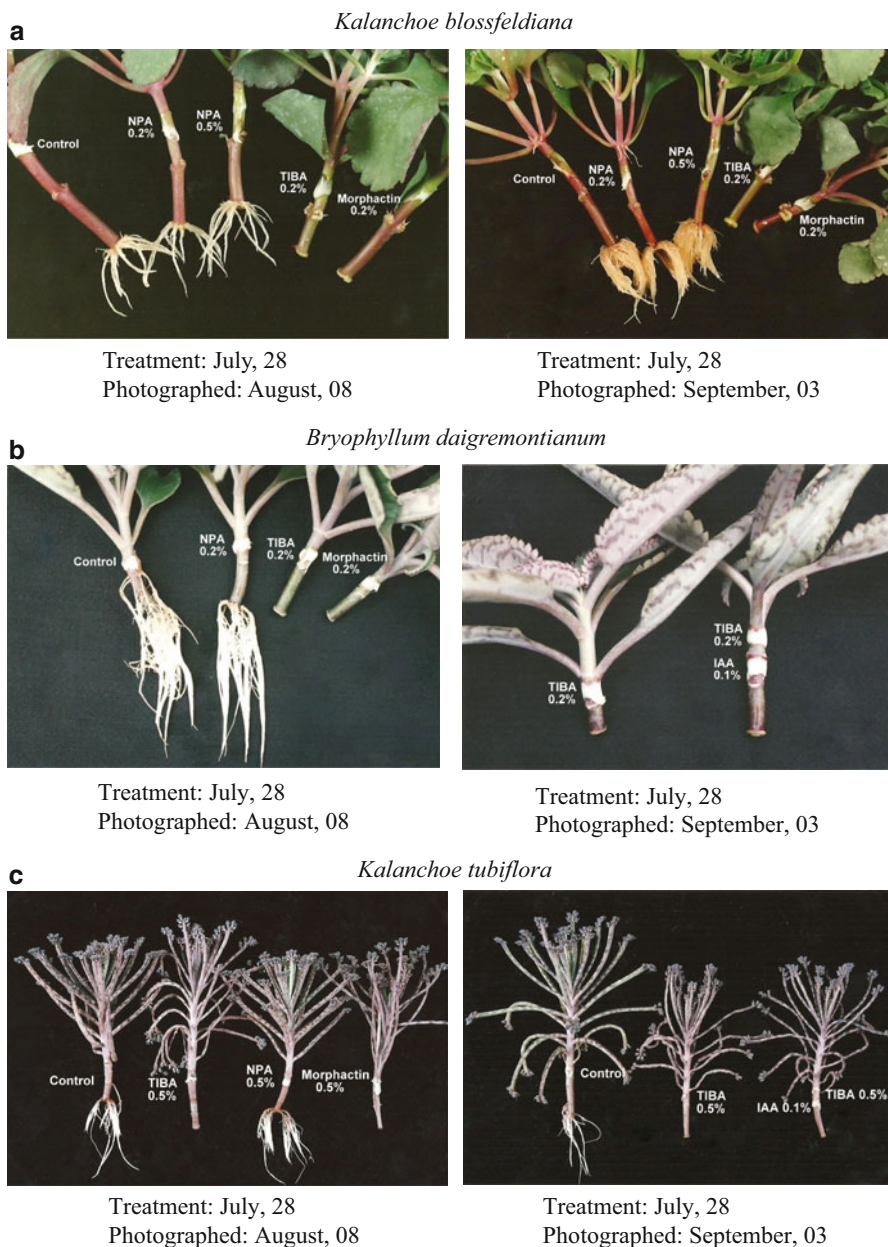 a
Kalanchoe blossfeldiana
Control
NPA
0.2%
NPA
0.5%
TIBA
0.2%
Morphactin
0.2%
Control
NPA
0.2%
NPA
0.5%
TIBA
0.2%
Morphactin
0.2%
Treatment: July, 28
Photographed: August, 08
Treatment: July, 28
Photographed: September, 03
b
Bryophyllum daigremontianum
Control
NPA
0.2%
TIBA
0.2%
Morphactin
0.2%
TIBA
0.2%
TIBA
0.2%
IAA
0.1%
Treatment: July, 28
Photographed: August, 08
Treatment: July, 28
Photographed: September, 03
c
Kalanchoe tubiflora
Control
TIBA
0.5%
NPA
0.5%
Morphactin
0.5%
Control
TIBA
0.5%
IAA 0.1%
TIBA 0.5%
Treatment: July, 28
Photographed: August, 08
Treatment: July, 28
Photographed: September, 03